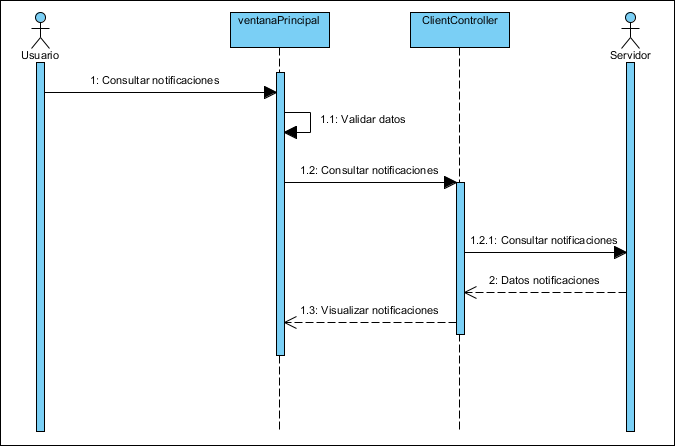 Usuario
ventanaPrincipal
ClientController
Servidor
1: Consultar notificaciones
1.1: Validar datos
1.2: Consultar notificaciones
1.2.1: Consultar notificaciones
2: Datos notificaciones
1.3: Visualizar notificaciones